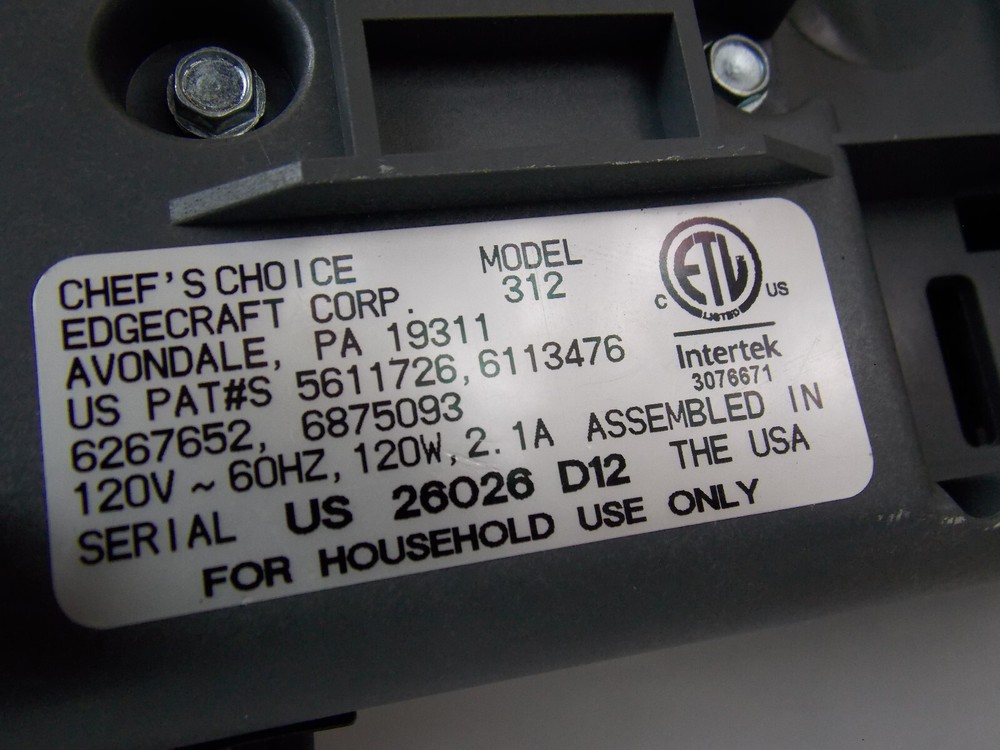 CHEF'S CHOICE MODEL
EDGECRAFT CORP. 312
AVONDALE, PA 19311
US PAT#S 5611726,6113476
6267652, 6875093
120V ~ 60HZ, 120W, 2.1A ASSEMBLED IN
THE USA
SERIAL US 26026 D12
FOR HOUSEHOLD USE ONLY
ETL
C US
LISTED
Intertek
3076671